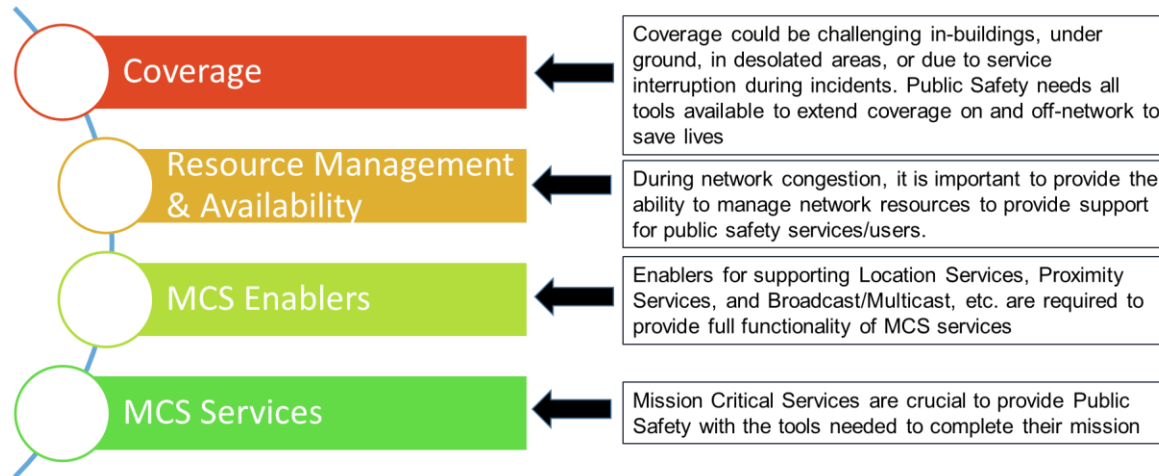 Coverage
Coverage could be challenging in-buildings, under
ground, in desolated areas, or due to service
interruption during incidents. Public Safety needs all
tools available to extend coverage on and off-network to
save lives
Resource Management
& Availability
During network congestion, it is important to provide the
ability to manage network resources to provide support
for public safety services/users.
MCS Enablers
Enablers for supporting Location Services, Proximity
Services, and Broadcast/Multicast, etc. are required to
provide full functionality of MCS services
MCS Services
Mission Critical Services are crucial to provide Public
Safety with the tools needed to complete their mission